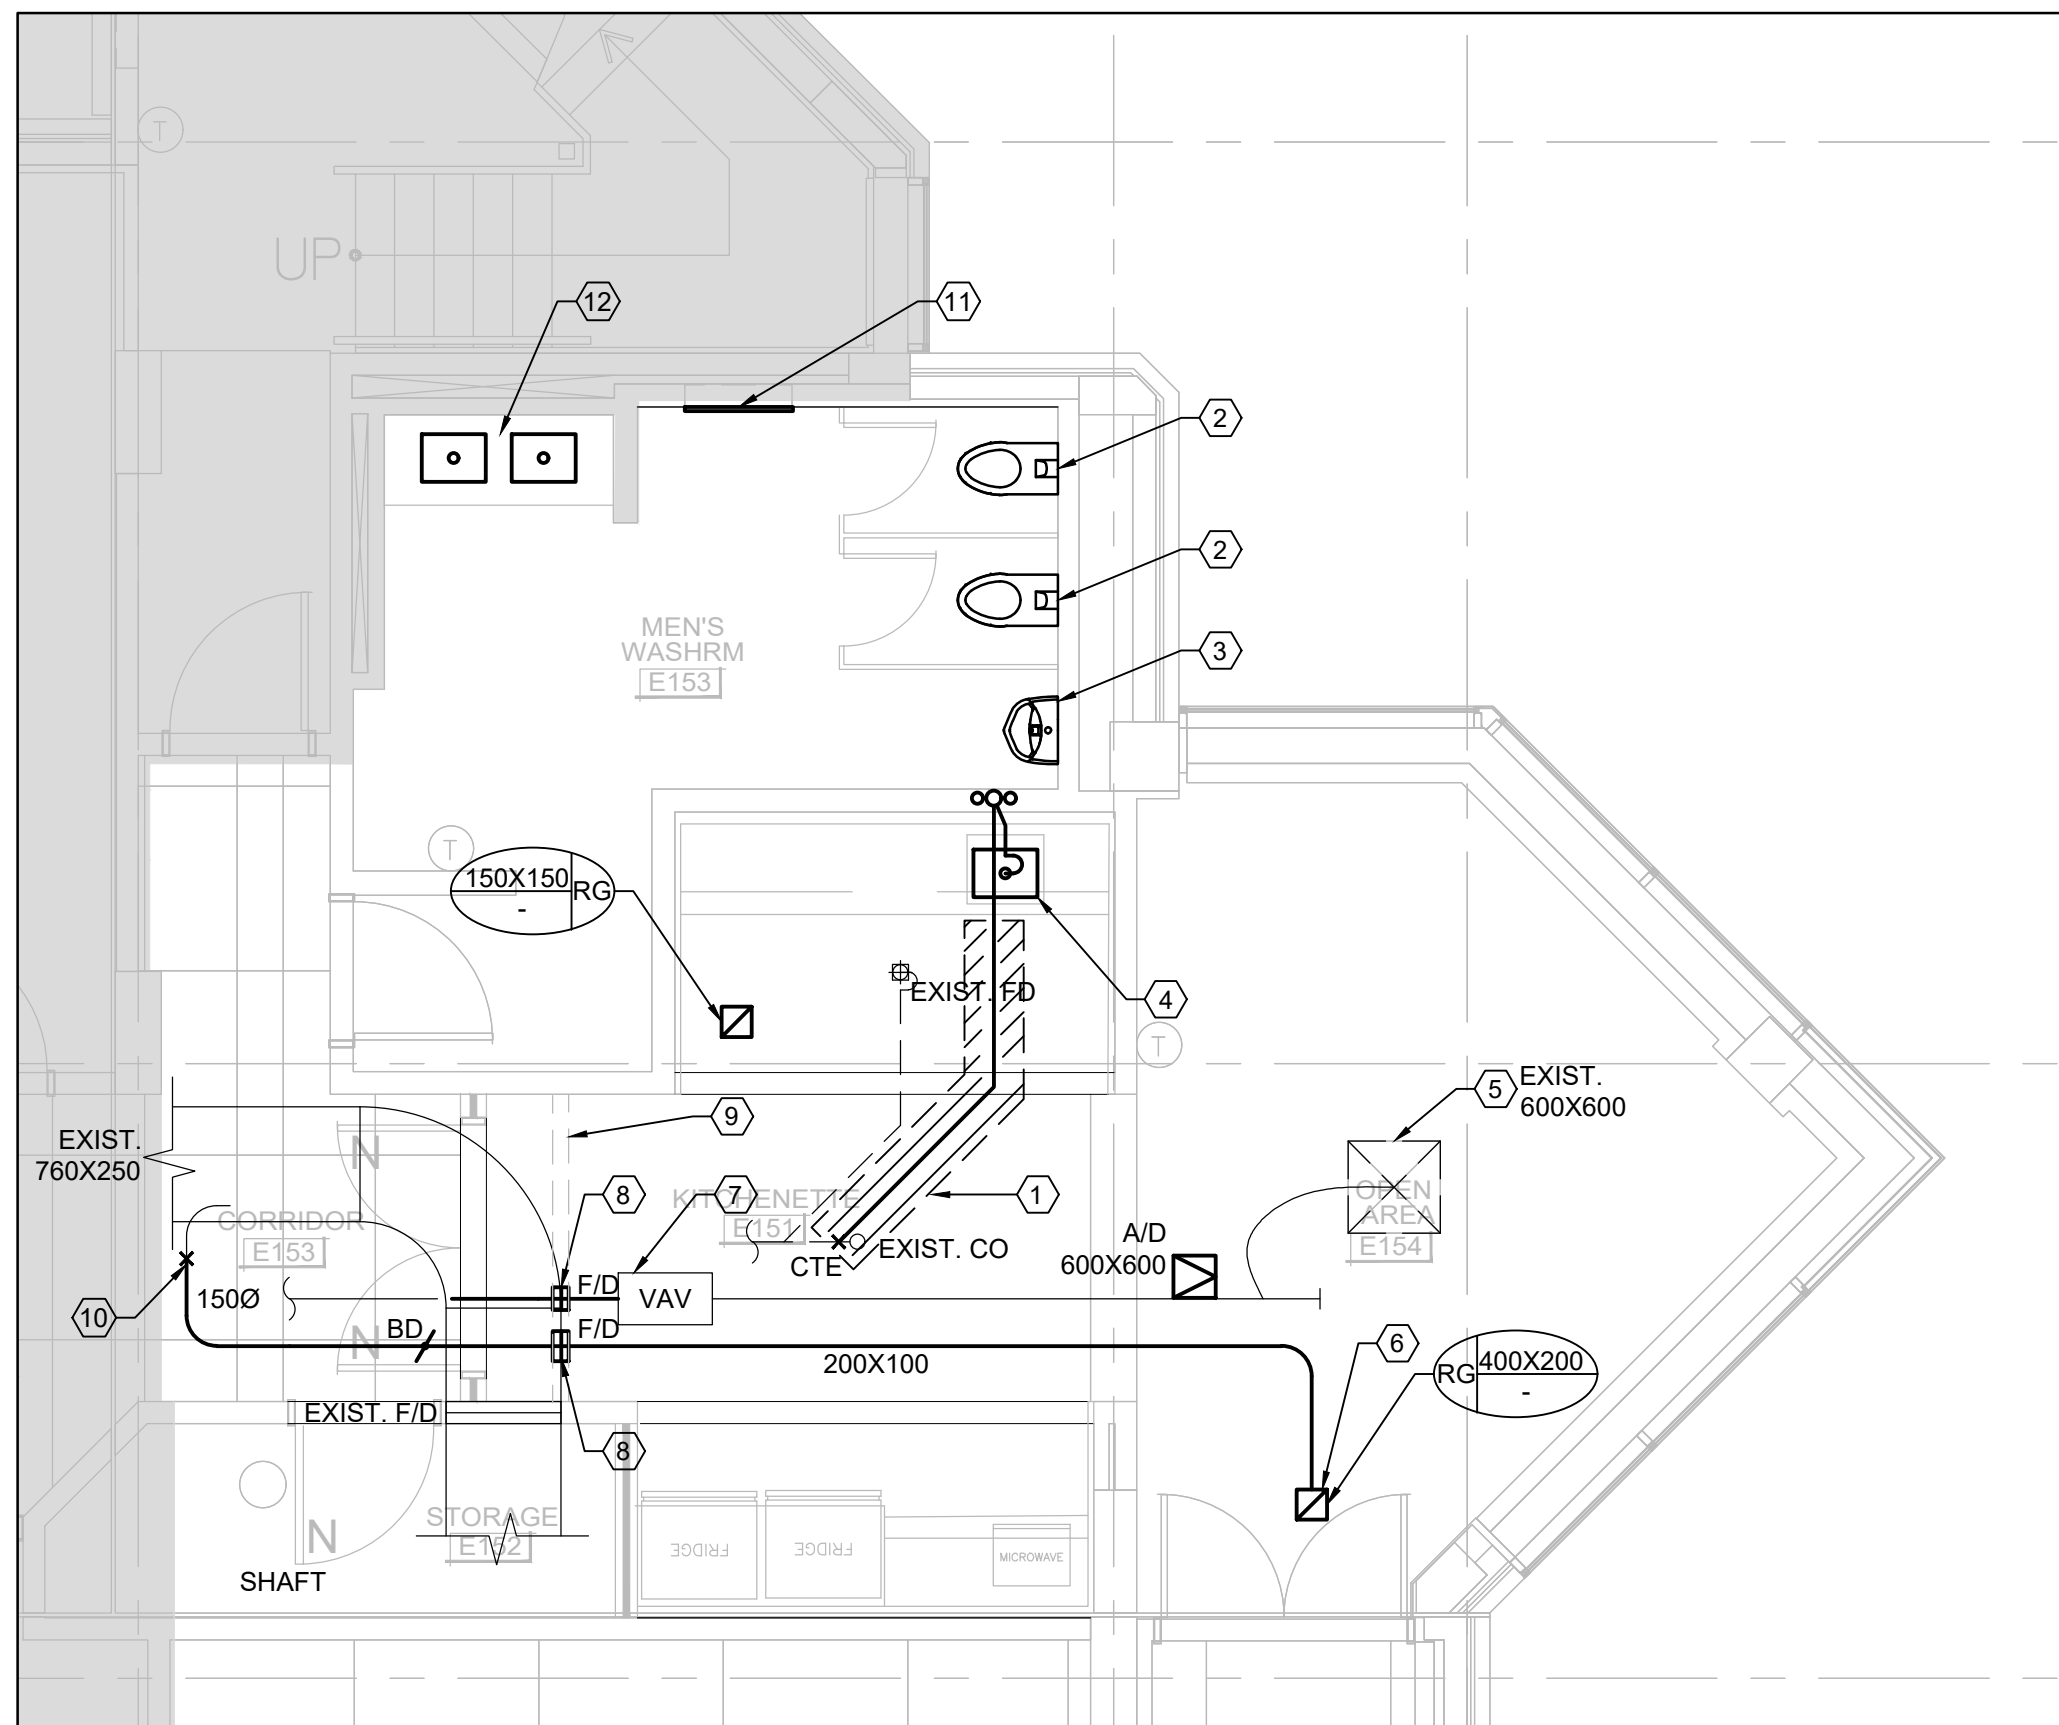 T
UP
12
11
2
2
MEN'S
WASHRM
E153
3
T
150X150
RG
-
EXIST. FD
4
T
5
EXIST.
600X600
EXIST.
760X250
N
9
8
KITCHENETTE
7
E151
1
OPEN
AREA
E154
CORRIDOR
E153
EXIST. CO
CTE
A/D
600X600
10
150Ø
F/D
VAV
BD
F/D
N
200X100
6
RG
400X200
-
EXIST. F/D
8
STORAGE
E152
N
SHAFT
FRIDGE
FRIDGE
MICROWAVE